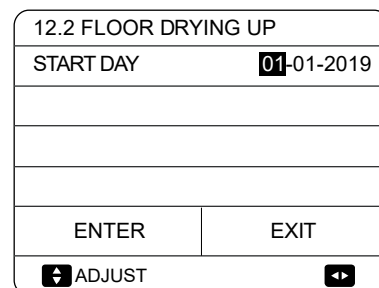 12.2 FLOOR DRYING UP
START DAY 01-01-2019
ENTER EXIT
ADJUST